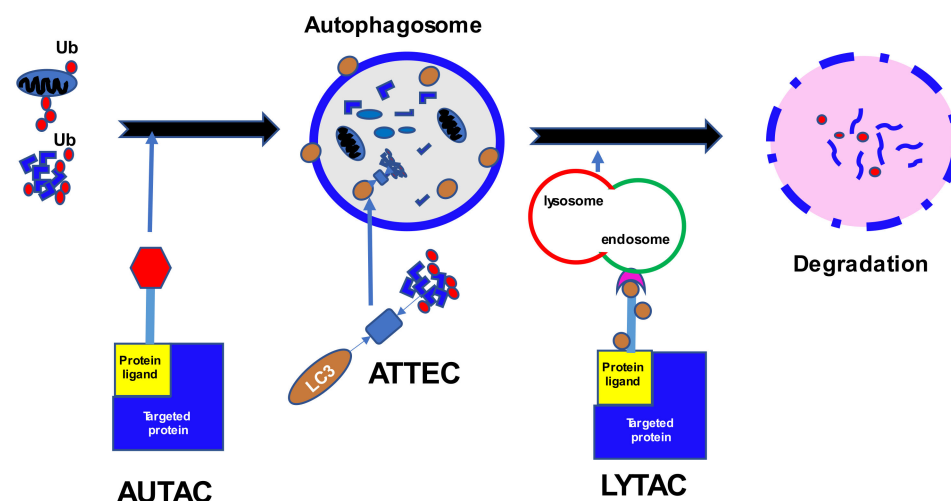 Autophagosome
Ub
Ub
lysosome
endosome
Degradation
Protein
ligand
Targeted
protein
AUTAC
LC3
ATTEC
Protein
ligand
Targeted
protein
LYTAC